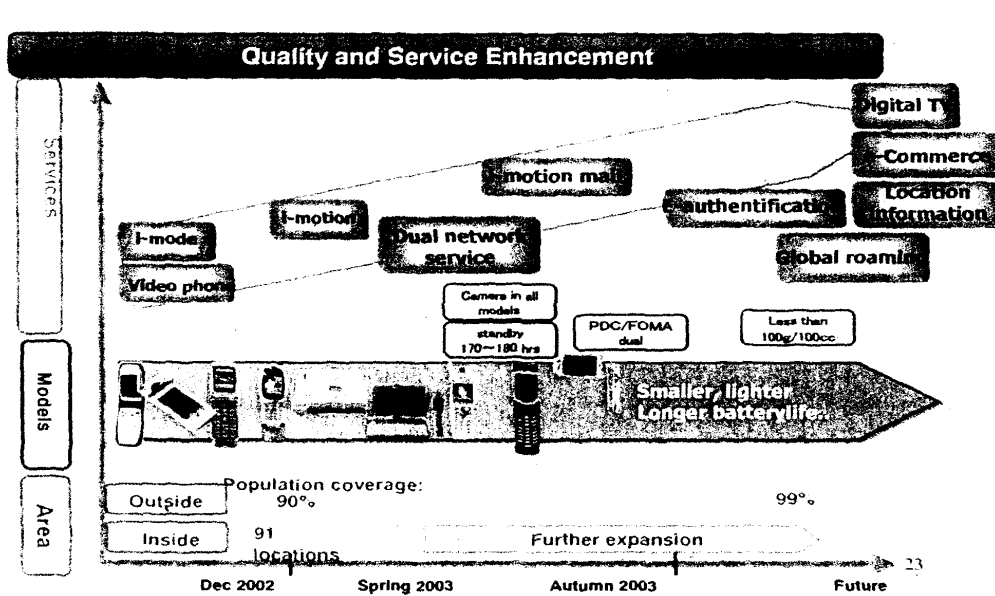 Quality and Service Enhancement
Services
Digital TV
e-Commerce
i-motion mail
Location
information
e-authentificatio
i-motion
i-mode
Dual network
service
Global roaming
Video phone
Camera in all
models
standby
170～180 hrs
PDC/FOMA
dual
Less than
100g/100cc
Models
Smaller, lighter
Longer batterylife..
Area
Population coverage:
Outside
90%
99%
Inside
91
locations
Further expansion
23
Dec 2002
Spring 2003
Autumn 2003
Future